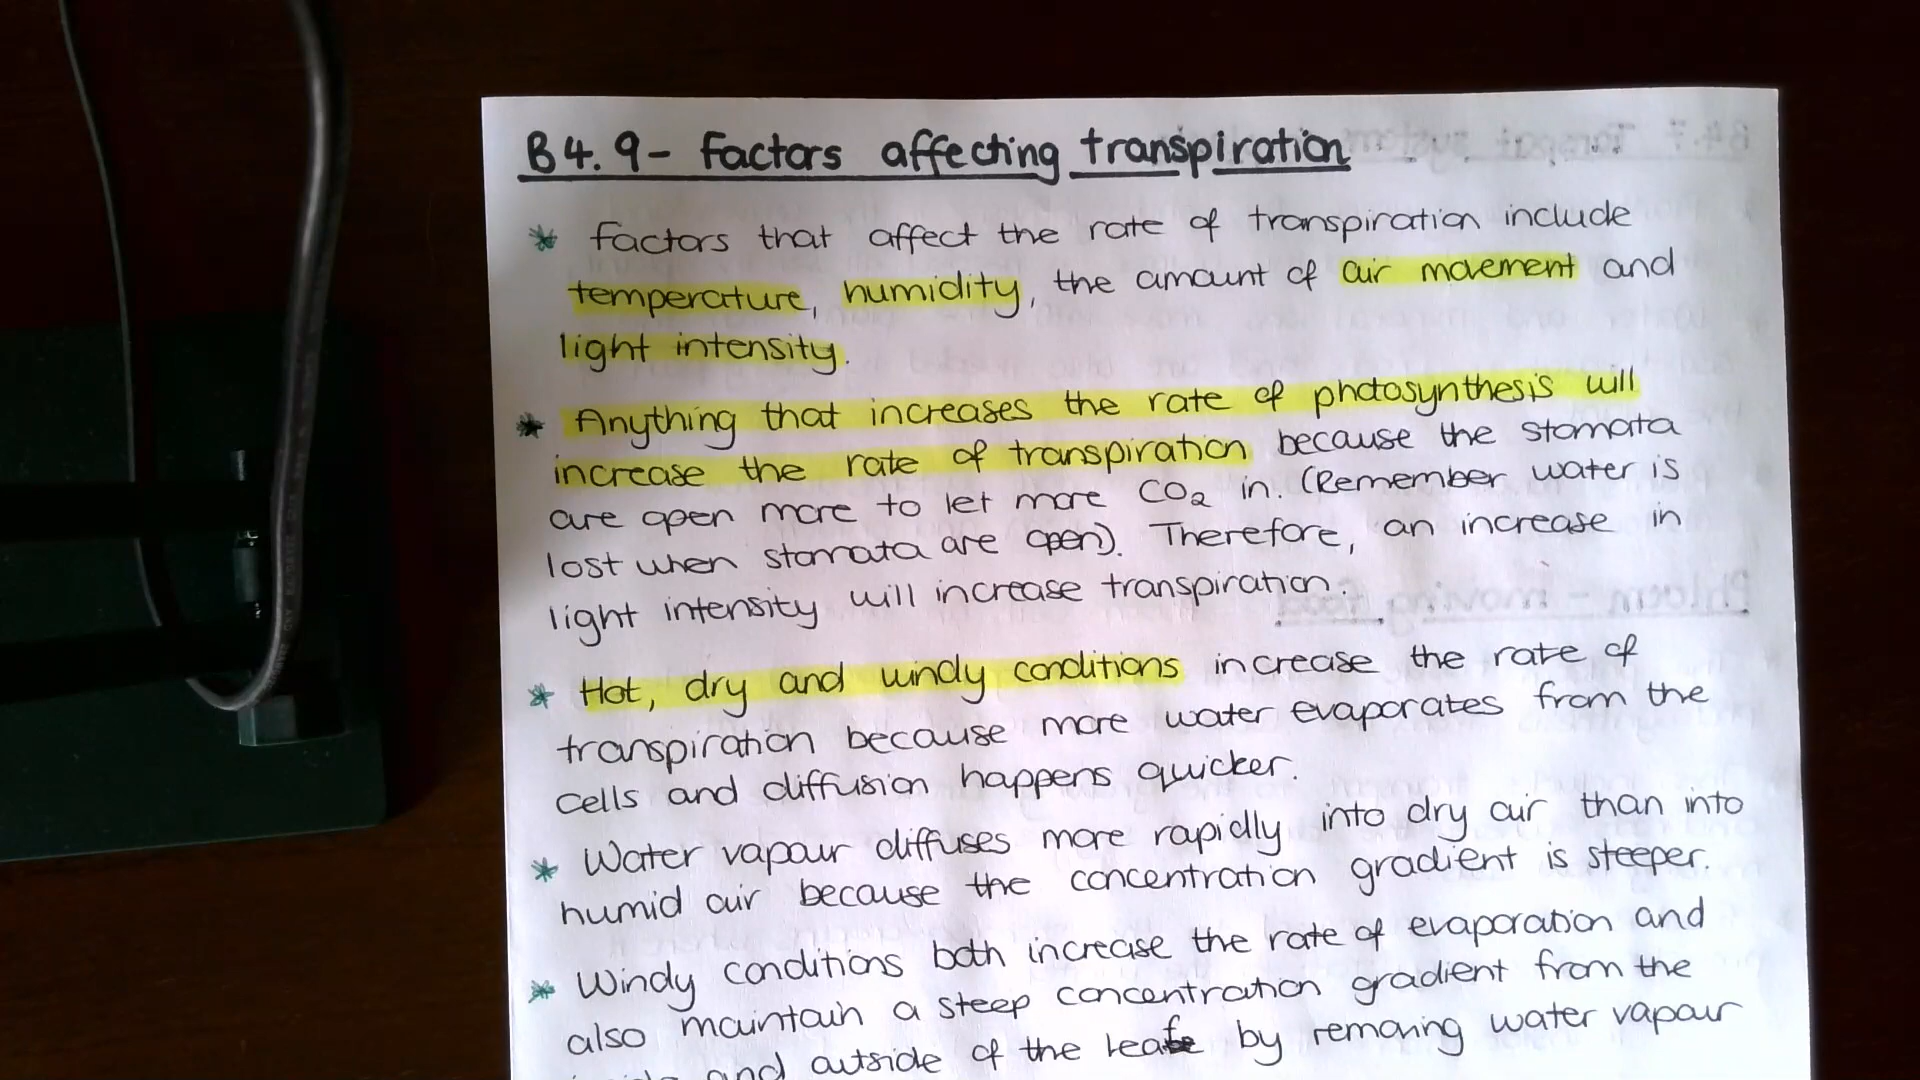 B4.9 - Factors affecting transpiration
* Factors that affect the rate of transpiration include
temperature, humidity, the amount of air movement and
light intensity.
* Anything that increases the rate of photosynthesis will
increase the rate of transpiration because the stomata
are open more to let more CO₂ in. (Remember water is
lost when stomata are open). Therefore, an increase in
light intensity will increase transpiration.
* Hot, dry and windy conditions increase the rate of
transpiration because more water evaporates from the
cells and diffusion happens quicker.
* Water vapour diffuses more rapidly into dry air than into
humid air because the concentration gradient is steeper.
* Windy conditions both increase the rate of evaporation and
also maintain a steep concentration gradient from the
and outside of the leaf by removing water vapour